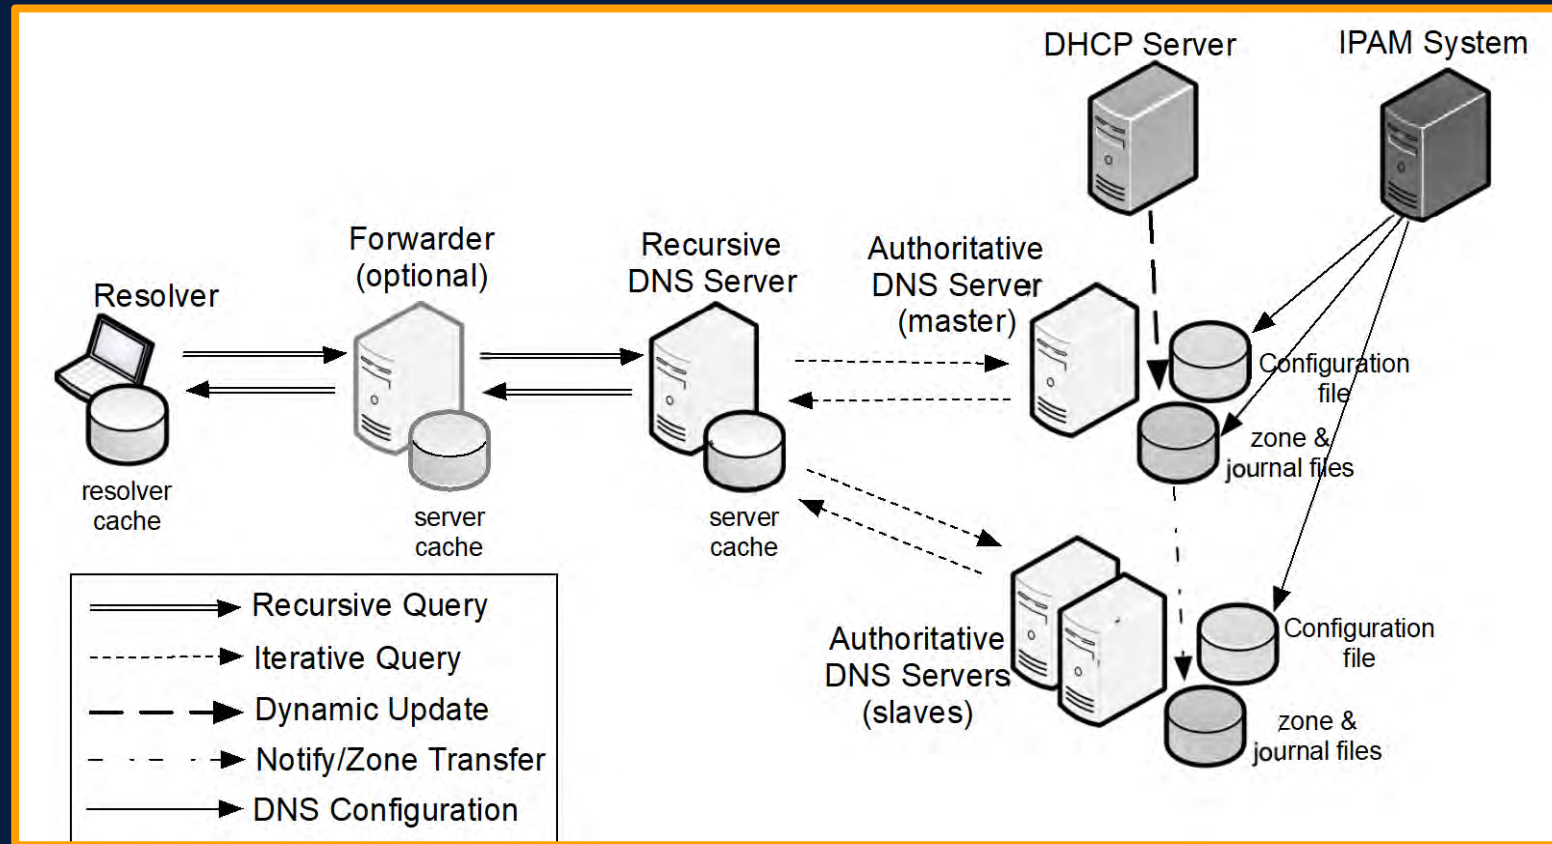 DHCP Server
IPAM System
Forwarder
(optional)
Recursive
DNS Server
Authoritative
DNS Server
(master)
Resolver
Configuration
file
zone &
journal files
resolver
cache
server
cache
server
cache
Recursive Query
Iterative Query
Dynamic Update
Notify/Zone Transfer
DNS Configuration
Authoritative
DNS Servers
(slaves)
Configuration
file
zone &
journal files